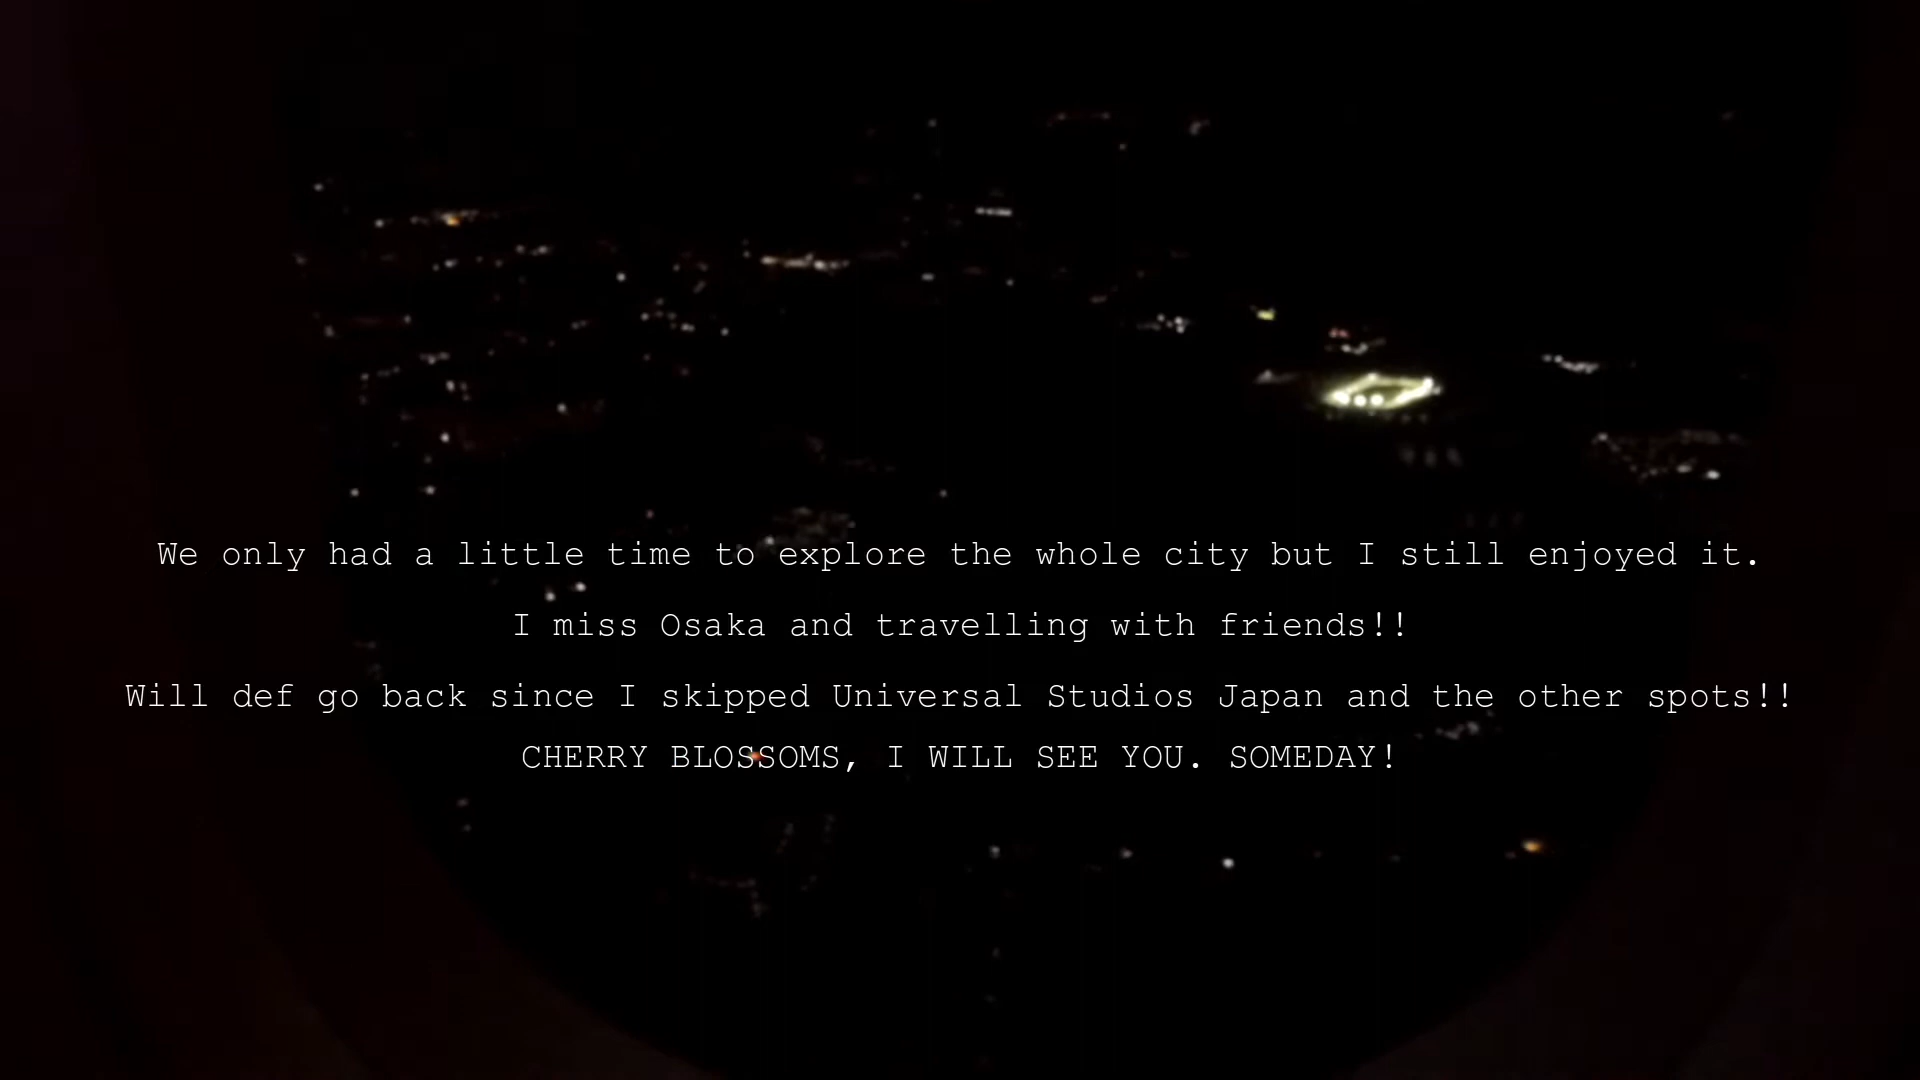 We only had a little time to explore the whole city but I still enjoyed it.
I miss Osaka and travelling with friends!!
Will def go back since I skipped Universal Studios Japan and the other spots!!
CHERRY BLOSSOMS, I WILL SEE YOU. SOMEDAY!